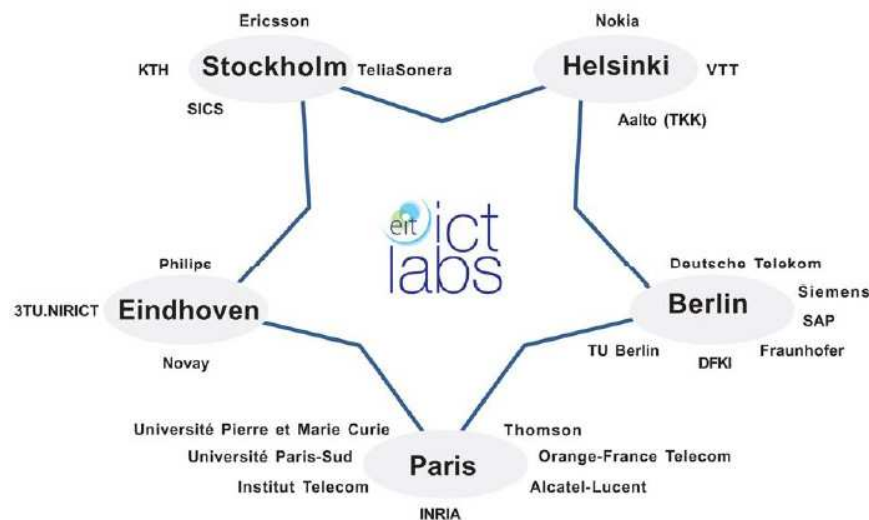 Ericsson
Nokia
KTH
Stockholm
TeliaSonera
Helsinki
VTT
SICS
Aalto (TKK)
eit ict
labs
Philips
Deutsche Telekom
3TU.NIRICT
Eindhoven
Berlin
Siemens
SAP
Novay
TU Berlin
DFKI
Fraunhofer
Université Pierre et Marie Curie
Thomson
Université Paris-Sud
Paris
Orange-France Telecom
Institut Telecom
Alcatel-Lucent
INRIA